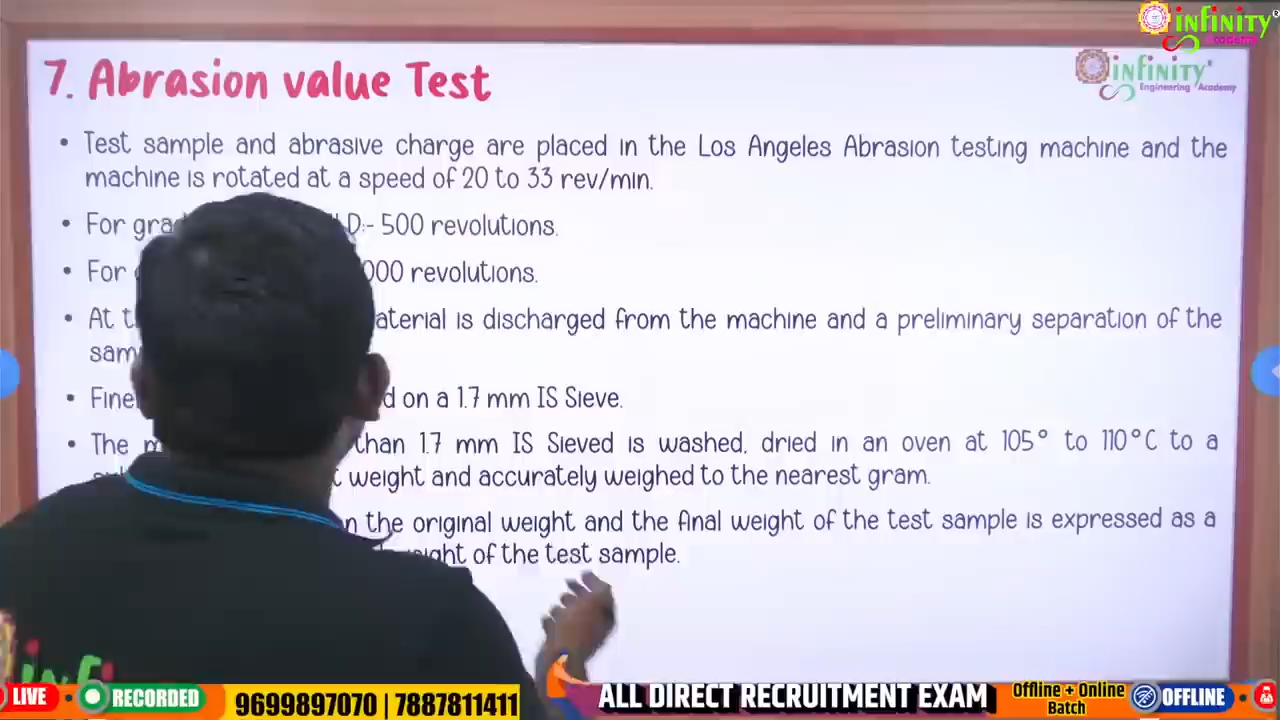 infinity
Academy
infinity
Engineering Academy
7. Abrasion value Test
• Test sample and abrasive charge are placed in the Los Angeles Abrasion testing machine and the
machine is rotated at a speed of 20 to 33 rev/min.
• For D:- 500 revolutions.
• For 000 revolutions.
• At is discharged from the machine and a preliminary separation of the
• on a 1.7 mm IS Sieve.
• The than 1.7 mm IS Sieved is washed, dried in an oven at 105° to 110°C to a
weight and accurately weighed to the nearest gram.
the original weight and the final weight of the test sample is expressed as a
of the test sample.
LIVE • RECORDED 9699897070 | 7887811411 ALL DIRECT RECRUITMENT EXAM Offline + Online OFFLINE
Batch